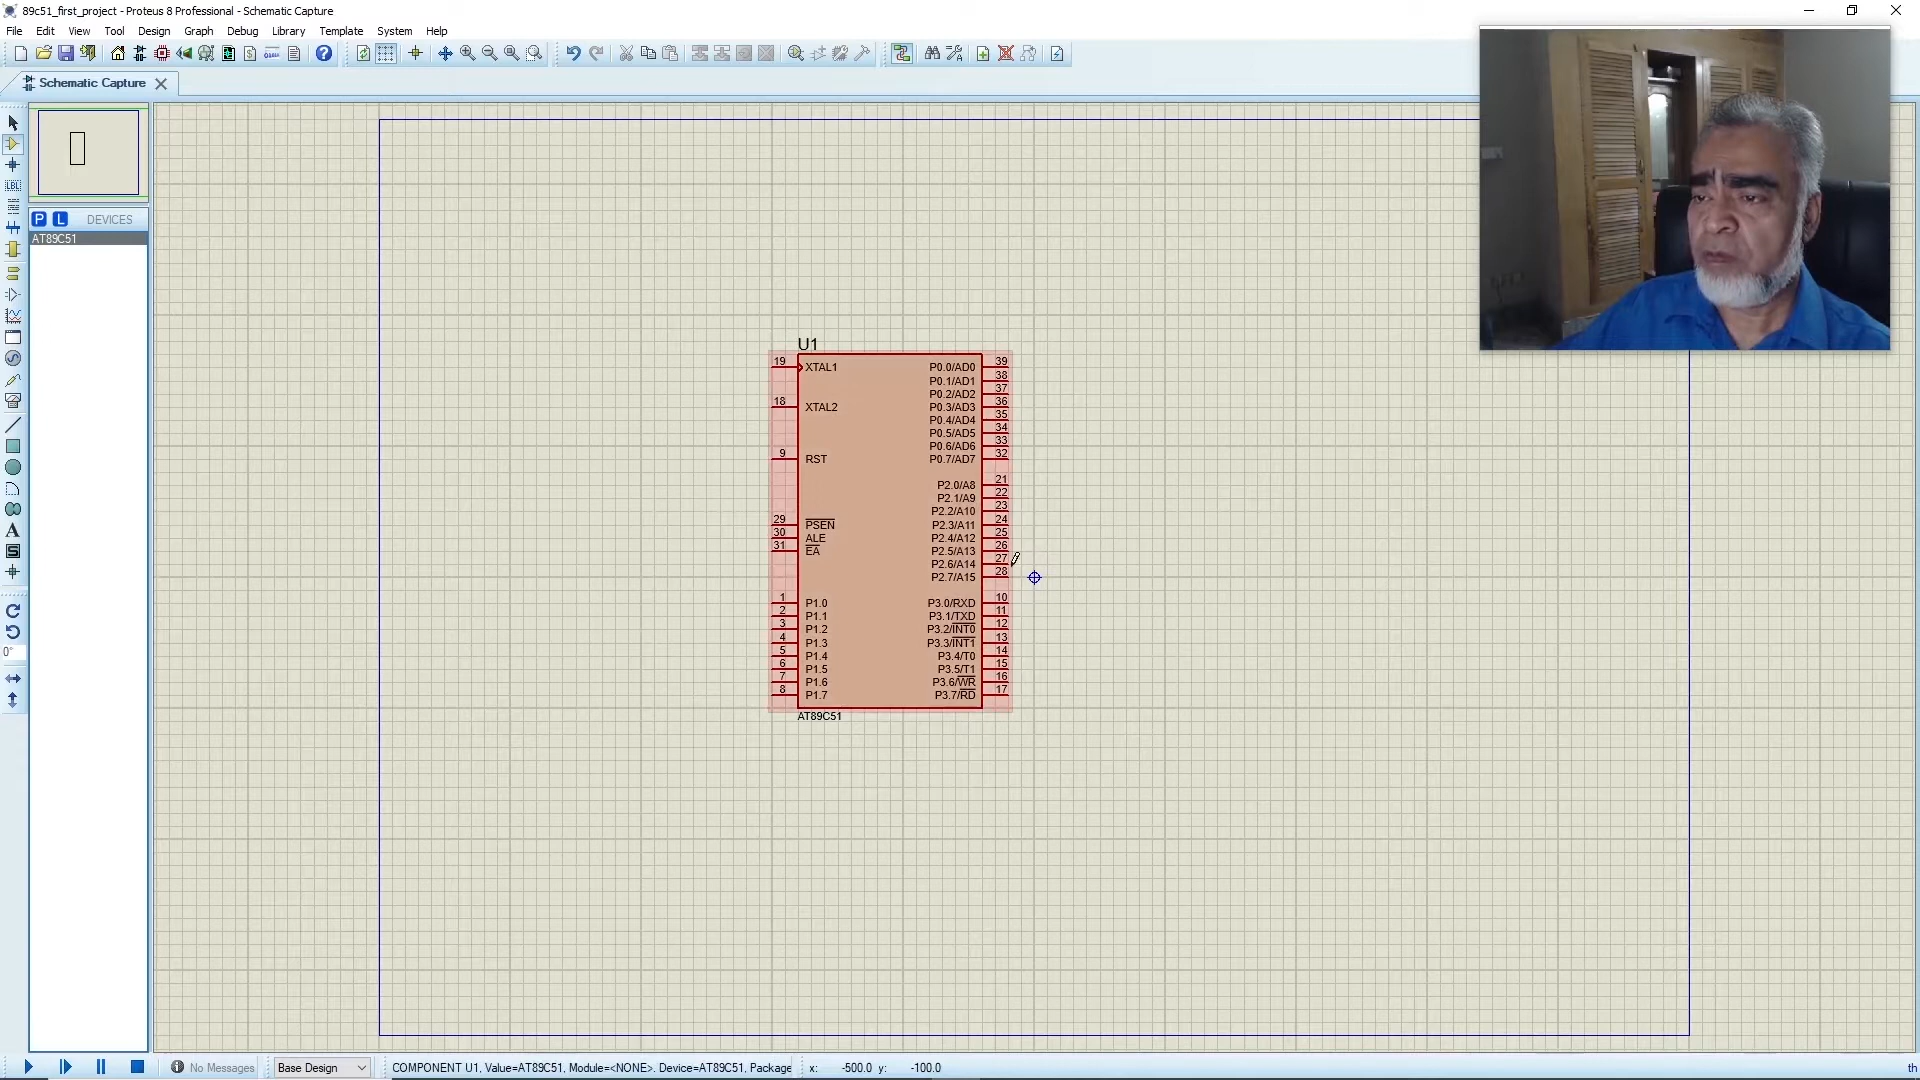 89c51_first_project - Proteus 8 Professional - Schematic Capture
File Edit View Tool Design Graph Debug Library Template System Help
Schematic Capture
P L DEVICES
AT89C51
LBL
A
S
0°
U1
19 XTAL1 P0.0/AD0 39
P0.1/AD1 38
P0.2/AD2 37
18 XTAL2 P0.3/AD3 36
P0.4/AD4 35
P0.5/AD5 34
P0.6/AD6 33
9 RST P0.7/AD7 32
P2.0/A8 21
P2.1/A9 22
P2.2/A10 23
29 PSEN P2.3/A11 24
30 ALE P2.4/A12 25
31 EA P2.5/A13 26
P2.6/A14 27
P2.7/A15 28
1 P1.0 P3.0/RXD 10
2 P1.1 P3.1/TXD 11
3 P1.2 P3.2/INT0 12
4 P1.3 P3.3/INT1 13
5 P1.4 P3.4/T0 14
6 P1.5 P3.5/T1 15
7 P1.6 P3.6/WR 16
8 P1.7 P3.7/RD 17
AT89C51
No Messages Base Design COMPONENT U1, Value=AT89C51, Module=<NONE>. Device=AT89C51, Package x: -500.0 y: -100.0 th